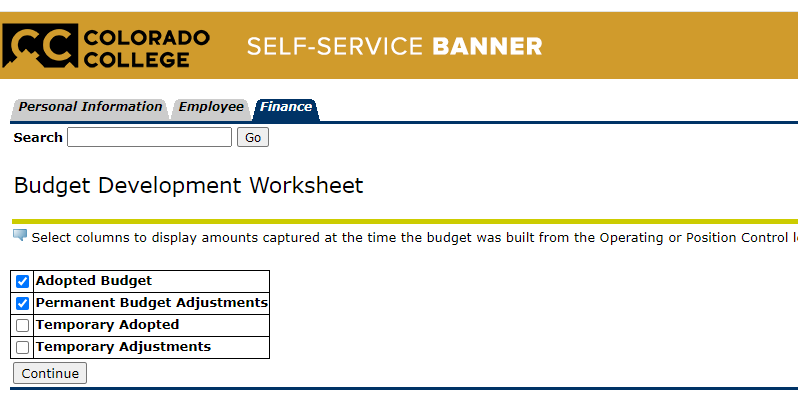 COLORADO
COLLEGE
SELF-SERVICE BANNER
Personal Information Employee Finance
Search Go
Budget Development Worksheet
Select columns to display amounts captured at the time the budget was built from the Operating or Position Control
Adopted Budget
Permanent Budget Adjustments
Temporary Adopted
Temporary Adjustments
Continue